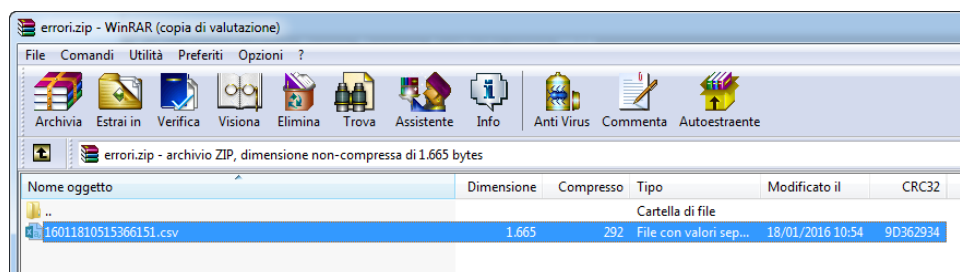 errori.zip - WinRAR (copia di valutazione)
File Comandi Utilità Preferiti Opzioni ?
Archivia Estrai in Verifica Visiona Elimina Trova Assistente Info Anti Virus Commenta Autoestraente
errori.zip - archivio ZIP, dimensione non-compressa di 1.665 bytes
Nome oggetto Dimensione Compresso Tipo Modificato il CRC32
.. Cartella di file
16011810515366151.csv 1.665 292 File con valori sep... 18/01/2016 10:54 9D362934